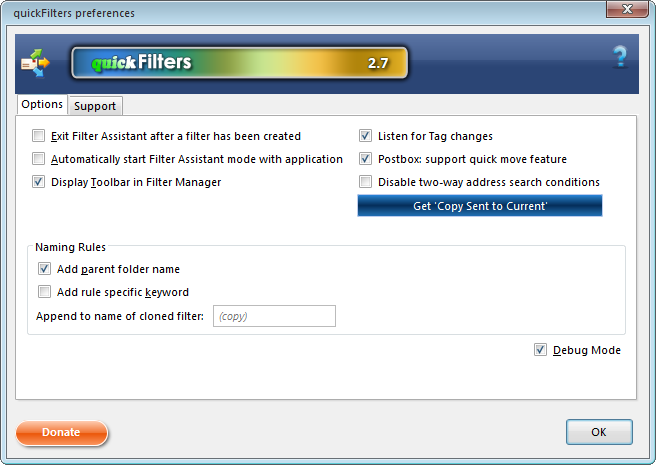 quickFilters preferences
quickFilters 2.7
?
Options Support
Exit Filter Assistant after a filter has been created
Automatically start Filter Assistant mode with application
Display Toolbar in Filter Manager
Listen for Tag changes
Postbox: support quick move feature
Disable two-way address search conditions
Get 'Copy Sent to Current'
Naming Rules
Add parent folder name
Add rule specific keyword
Append to name of cloned filter: (copy)
Debug Mode
Donate OK